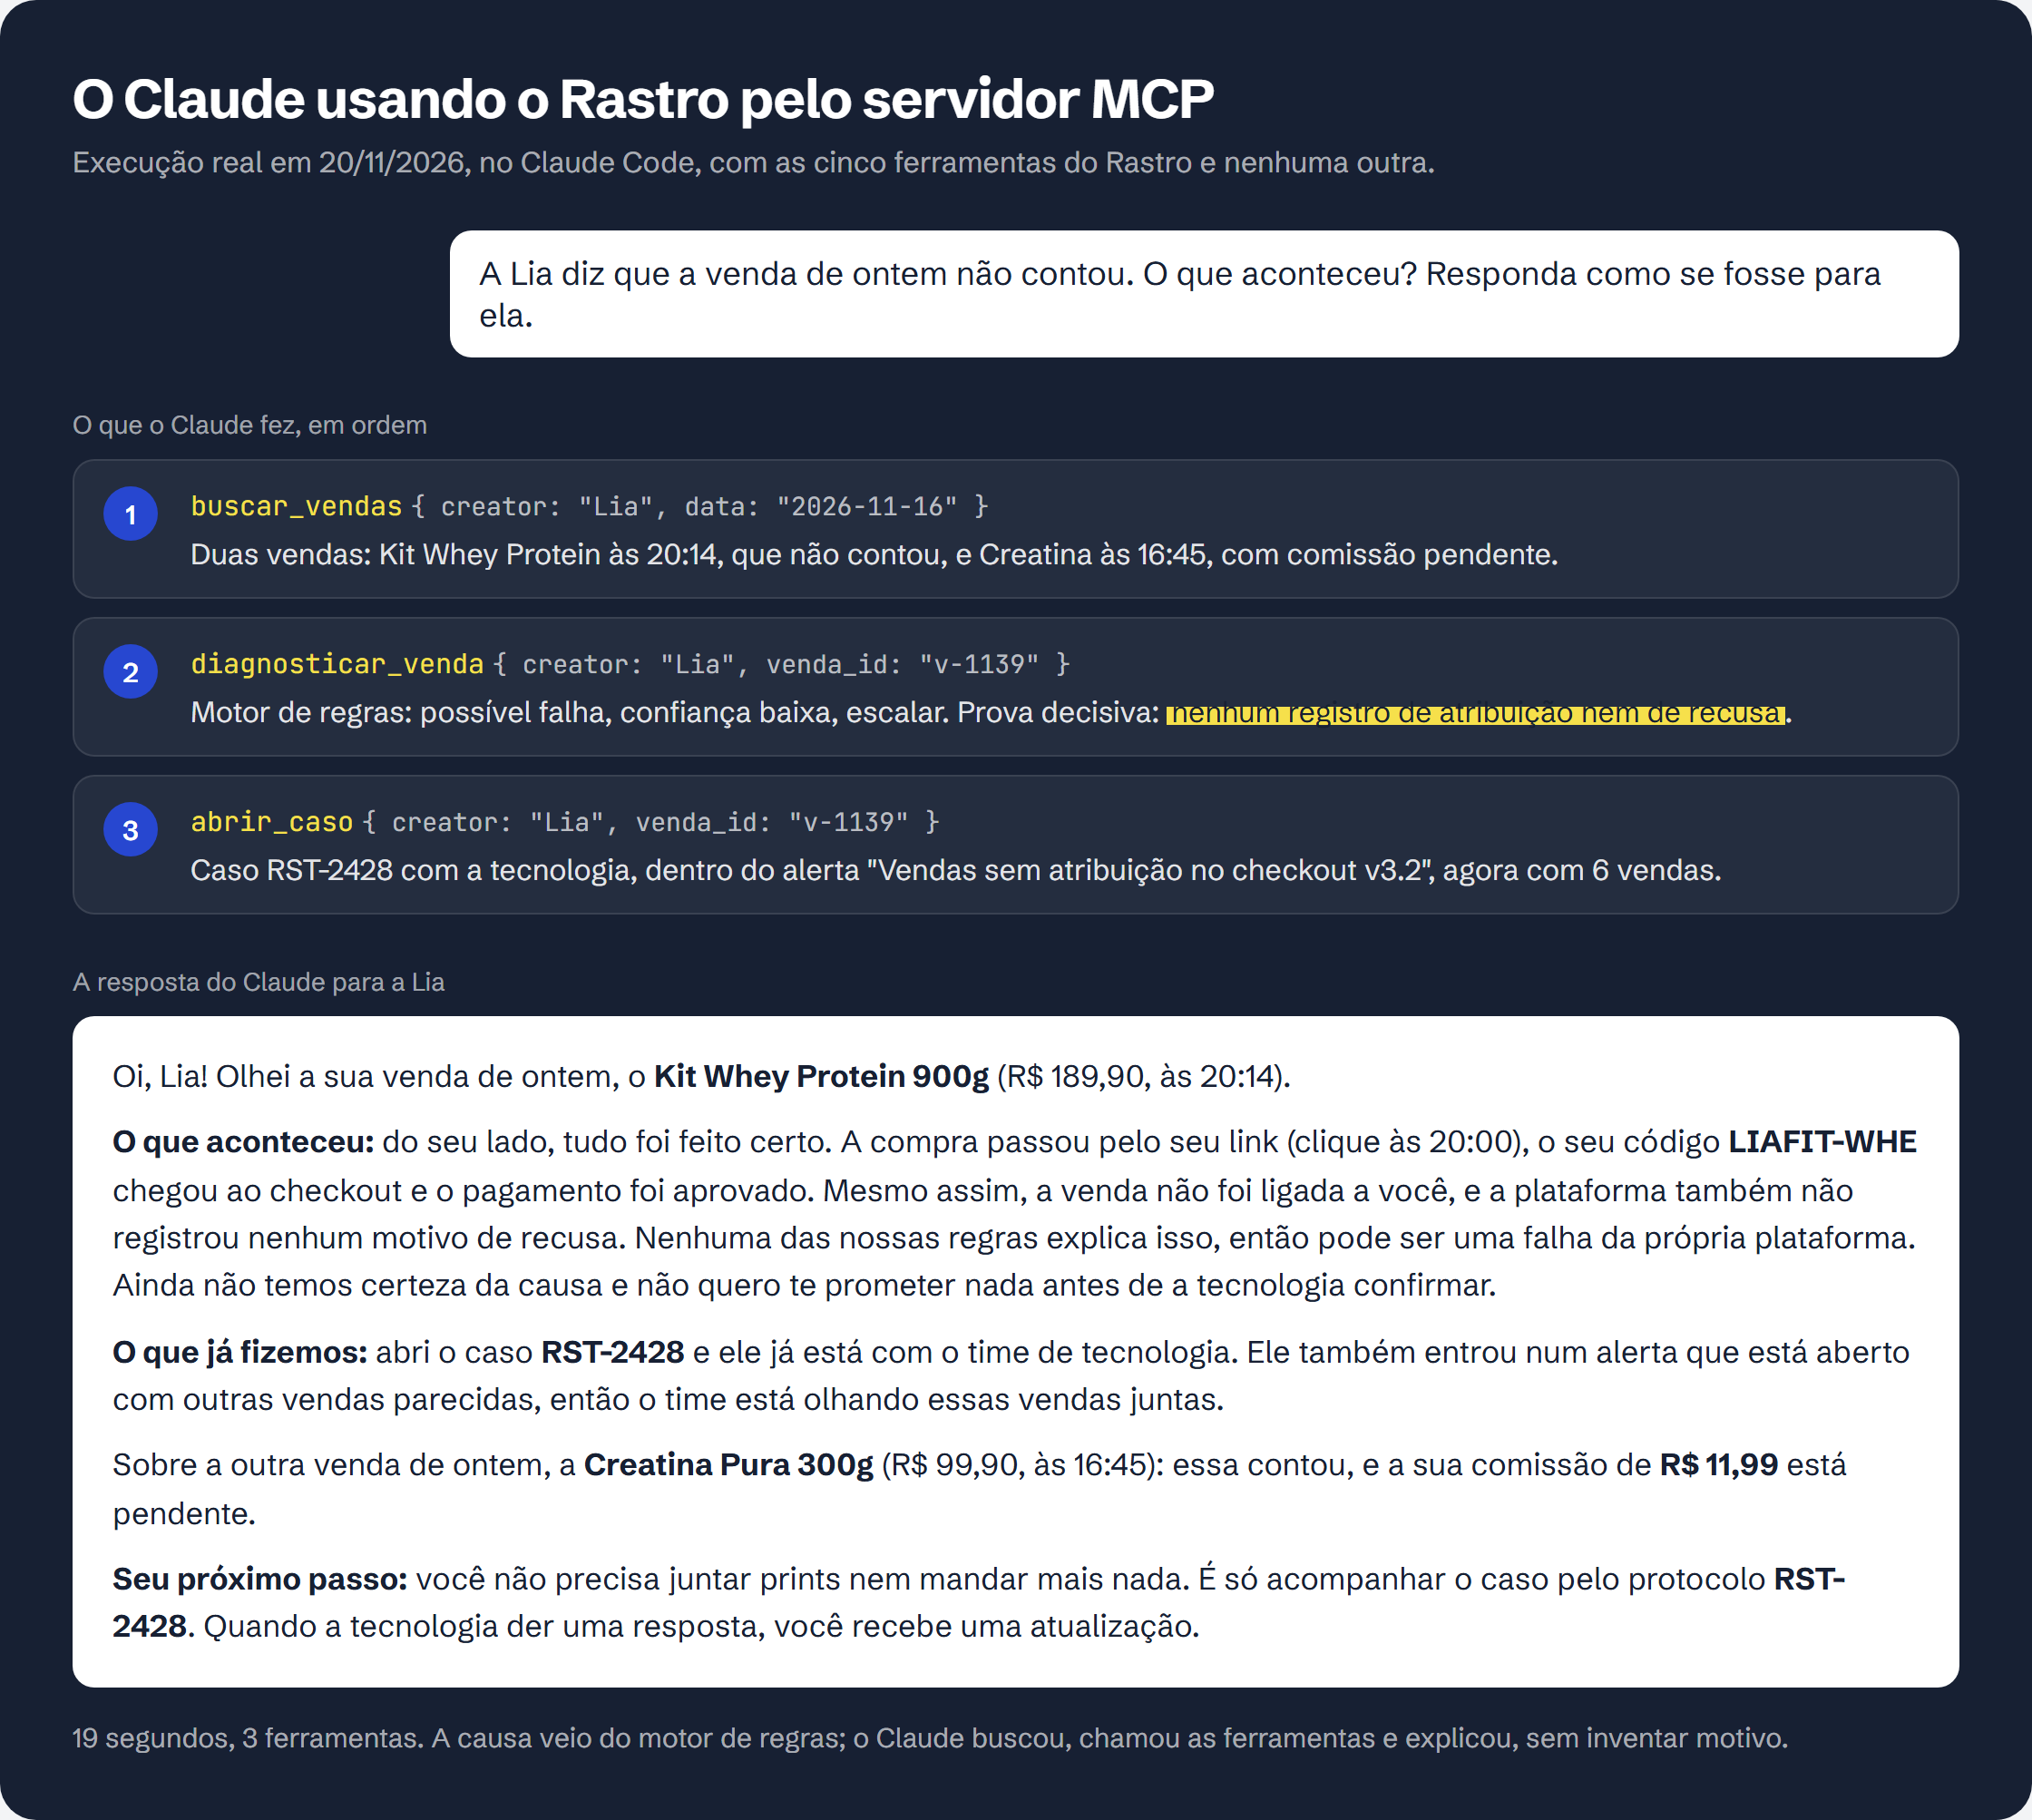 O Claude usando o Rastro pelo servidor MCP
Execução real em 20/11/2026, no Claude Code, com as cinco ferramentas do Rastro e nenhuma outra.
A Lia diz que a venda de ontem não contou. O que aconteceu? Responda como se fosse para
ela.
O que o Claude fez, em ordem
1
buscar_vendas { creator: "Lia", data: "2026-11-16" }
Duas vendas: Kit Whey Protein às 20:14, que não contou, e Creatina às 16:45, com comissão pendente.
2
diagnosticar_venda { creator: "Lia", venda_id: "v-1139" }
Motor de regras: possível falha, confiança baixa, escalar. Prova decisiva: nenhum registro de atribuição nem de recusa.
3
abrir_caso { creator: "Lia", venda_id: "v-1139" }
Caso RST-2428 com a tecnologia, dentro do alerta "Vendas sem atribuição no checkout v3.2", agora com 6 vendas.
A resposta do Claude para a Lia
Oi, Lia! Olhei a sua venda de ontem, o Kit Whey Protein 900g (R$ 189,90, às 20:14).
O que aconteceu: do seu lado, tudo foi feito certo. A compra passou pelo seu link (clique às 20:00), o seu código LIAFIT-WHE
chegou ao checkout e o pagamento foi aprovado. Mesmo assim, a venda não foi ligada a você, e a plataforma também não
registrou nenhum motivo de recusa. Nenhuma das nossas regras explica isso, então pode ser uma falha da própria plataforma.
Ainda não temos certeza da causa e não quero te prometer nada antes de a tecnologia confirmar.
O que já fizemos: abri o caso RST-2428 e ele já está com o time de tecnologia. Ele também entrou num alerta que está aberto
com outras vendas parecidas, então o time está olhando essas vendas juntas.
Sobre a outra venda de ontem, a Creatina Pura 300g (R$ 99,90, às 16:45): essa contou, e a sua comissão de R$ 11,99 está
pendente.
Seu próximo passo: você não precisa juntar prints nem mandar mais nada. É só acompanhar o caso pelo protocolo RST-
2428. Quando a tecnologia der uma resposta, você recebe uma atualização.
19 segundos, 3 ferramentas. A causa veio do motor de regras; o Claude buscou, chamou as ferramentas e explicou, sem inventar motivo.